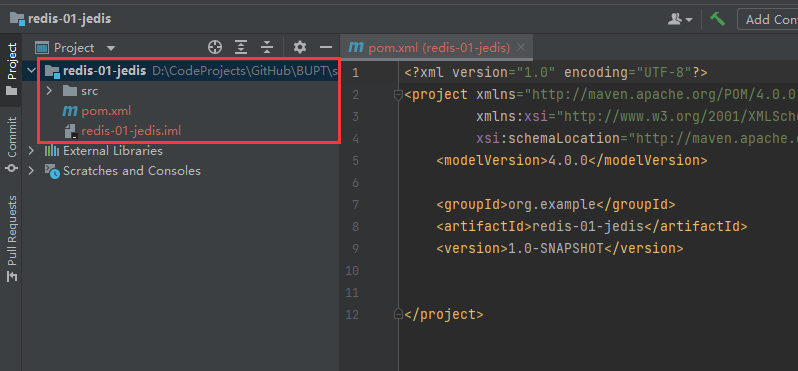 redis-01-jedis
Add Con
Project
Commit
Pull Requests
Project
redis-01-jedis D:\CodeProjects\GitHub\BUPT\s
src
pom.xml
redis-01-jedis.iml
External Libraries
Scratches and Consoles
pom.xml (redis-01-jedis)
1 <?xml version="1.0" encoding="UTF-8"?>
2 <project xmlns="http://maven.apache.org/POM/4.0.0
3 xmlns:xsi="http://www.w3.org/2001/XMLSche
4 xsi:schemaLocation="http://maven.apache.o
5 <modelVersion>4.0.0</modelVersion>
6
7 <groupId>org.example</groupId>
8 <artifactId>redis-01-jedis</artifactId>
9 <version>1.0-SNAPSHOT</version>
10
11
12 </project>